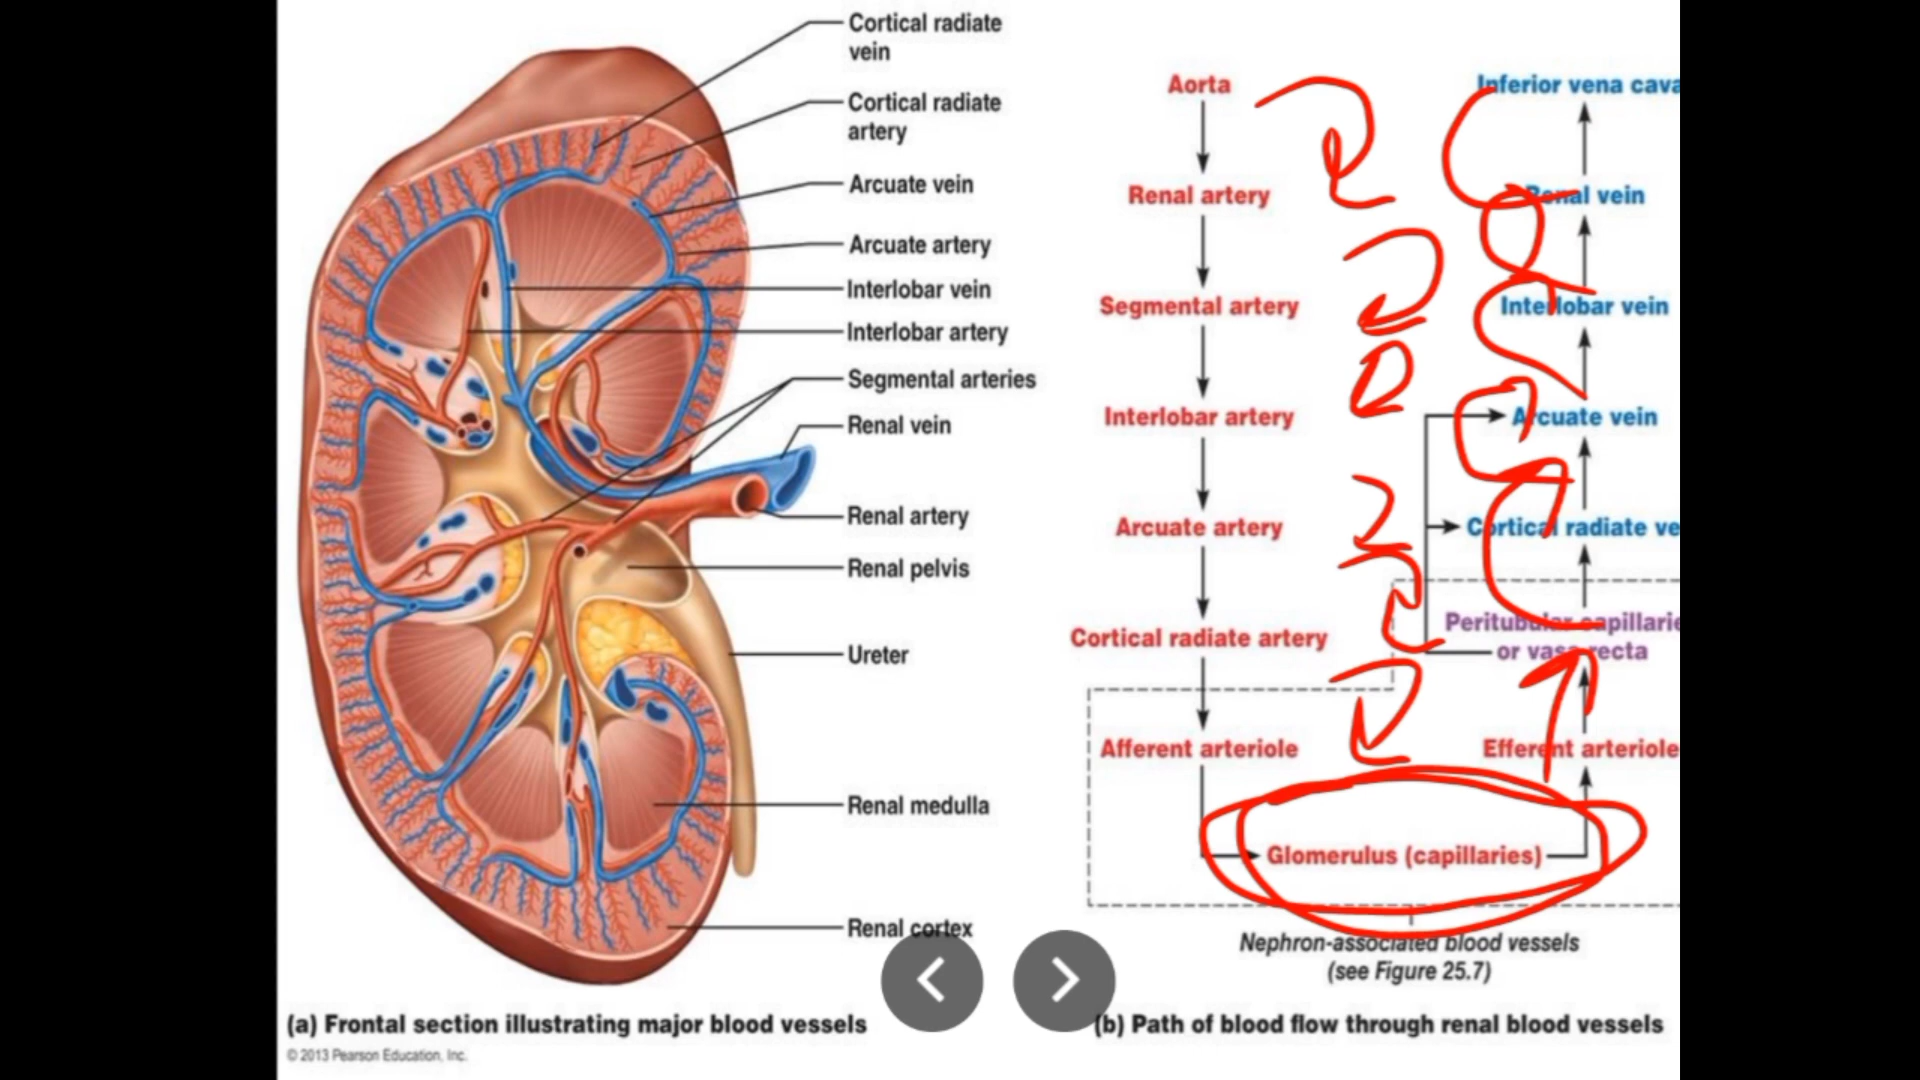 Cortical radiate
vein
Cortical radiate
artery
Arcuate vein
Arcuate artery
Interlobar vein
Interlobar artery
Segmental arteries
Renal vein
Renal artery
Renal pelvis
Ureter
Renal medulla
Renal cortex
(a) Frontal section illustrating major blood vessels
© 2013 Pearson Education, Inc.
Aorta
Renal artery
Segmental artery
Interlobar artery
Arcuate artery
Cortical radiate artery
Afferent arteriole
Glomerulus (capillaries)
Efferent arteriole
Peritubular capillarie
or vasa recta
Cortical radiate ve
Arcuate vein
Interlobar vein
Renal vein
Inferior vena cava
Nephron-associated blood vessels
(see Figure 25.7)
(b) Path of blood flow through renal blood vessels